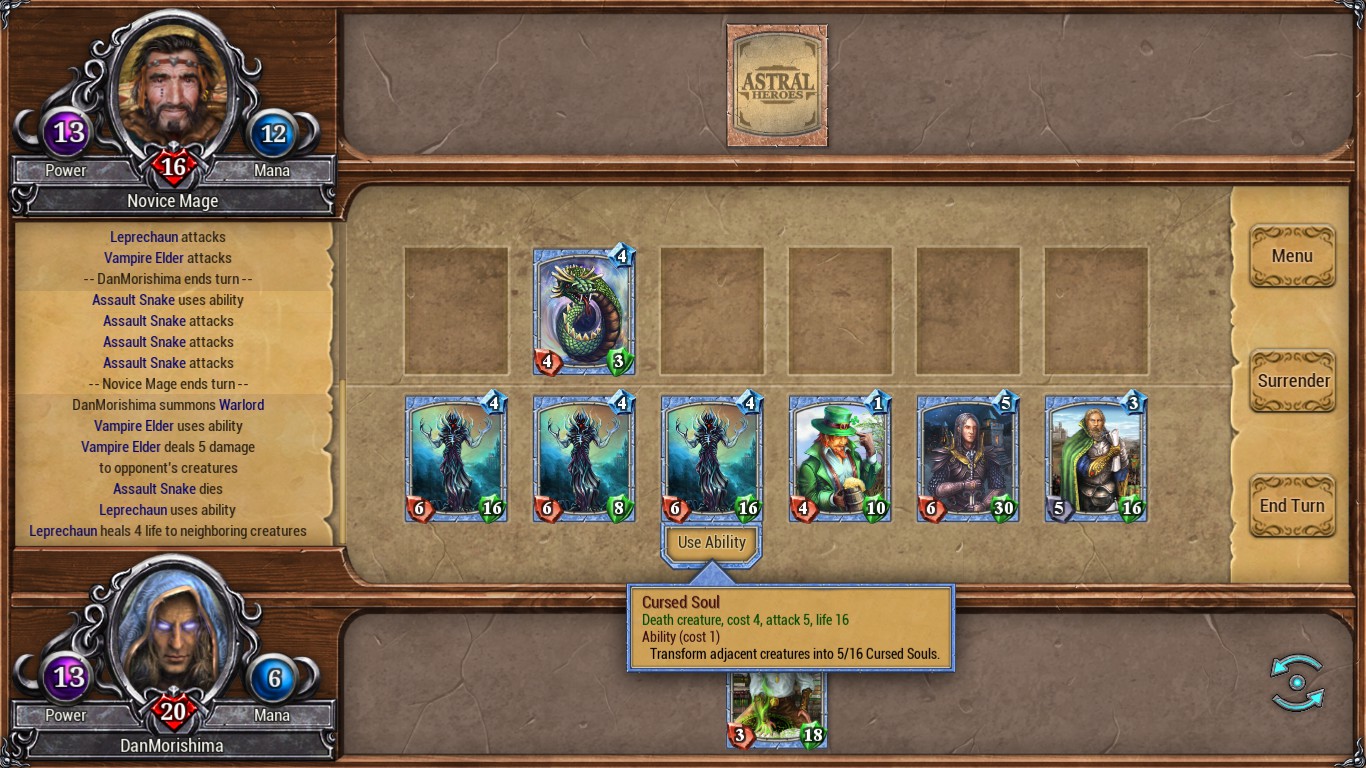 ASTRAL
HEROES
13
12
16
Power
Mana
Novice Mage
Leprechaun attacks
Vampire Elder attacks
-- DanMorishima ends turn --
Assault Snake uses ability
Assault Snake attacks
Assault Snake attacks
Assault Snake attacks
-- Novice Mage ends turn --
DanMorishima summons Warlord
Vampire Elder uses ability
Vampire Elder deals 5 damage
to opponent's creatures
Assault Snake dies
Leprechaun uses ability
Leprechaun heals 4 life to neighboring creatures
4
4 3
4 4 4 1 5 3
6 16 6 8 6 16 4 10 6 30 5 16
Use Ability
Cursed Soul
Death creature, cost 4, attack 5, life 16
Ability (cost 1)
Transform adjacent creatures into 5/16 Cursed Souls.
3 18
Menu
Surrender
End Turn
13
6
20
Power
Mana
DanMorishima